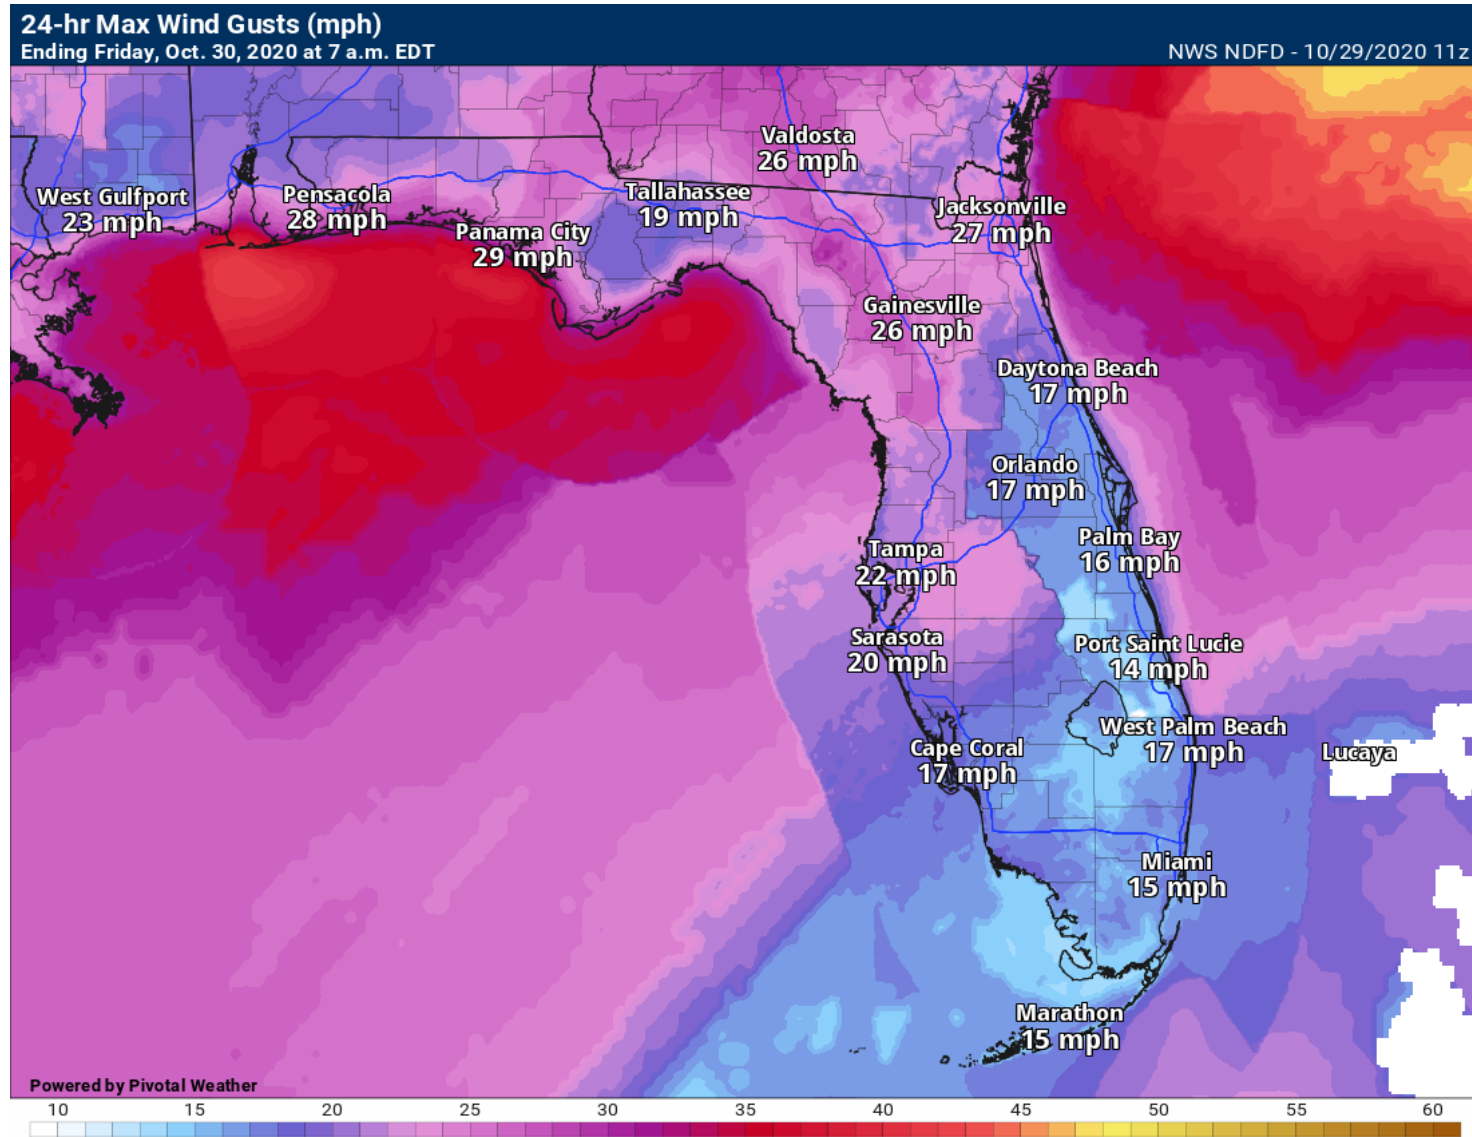 24-hr Max Wind Gusts (mph)
Ending Friday, Oct. 30, 2020 at 7 a.m. EDT
NWS NDFD - 10/29/2020 11z
Valdosta
26 mph
West Gulfport
23 mph
Pensacola
28 mph
Tallahassee
19 mph
Jacksonville
27 mph
Panama City
29 mph
Gainesville
26 mph
Daytona Beach
17 mph
Orlando
17 mph
Palm Bay
16 mph
Tampa
22 mph
Sarasota
20 mph
Port Saint Lucie
14 mph
West Palm Beach
17 mph
Cape Coral
17 mph
Lucaya
Miami
15 mph
Marathon
15 mph
Powered by Pivotal Weather
10 15 20 25 30 35 40 45 50 55 60